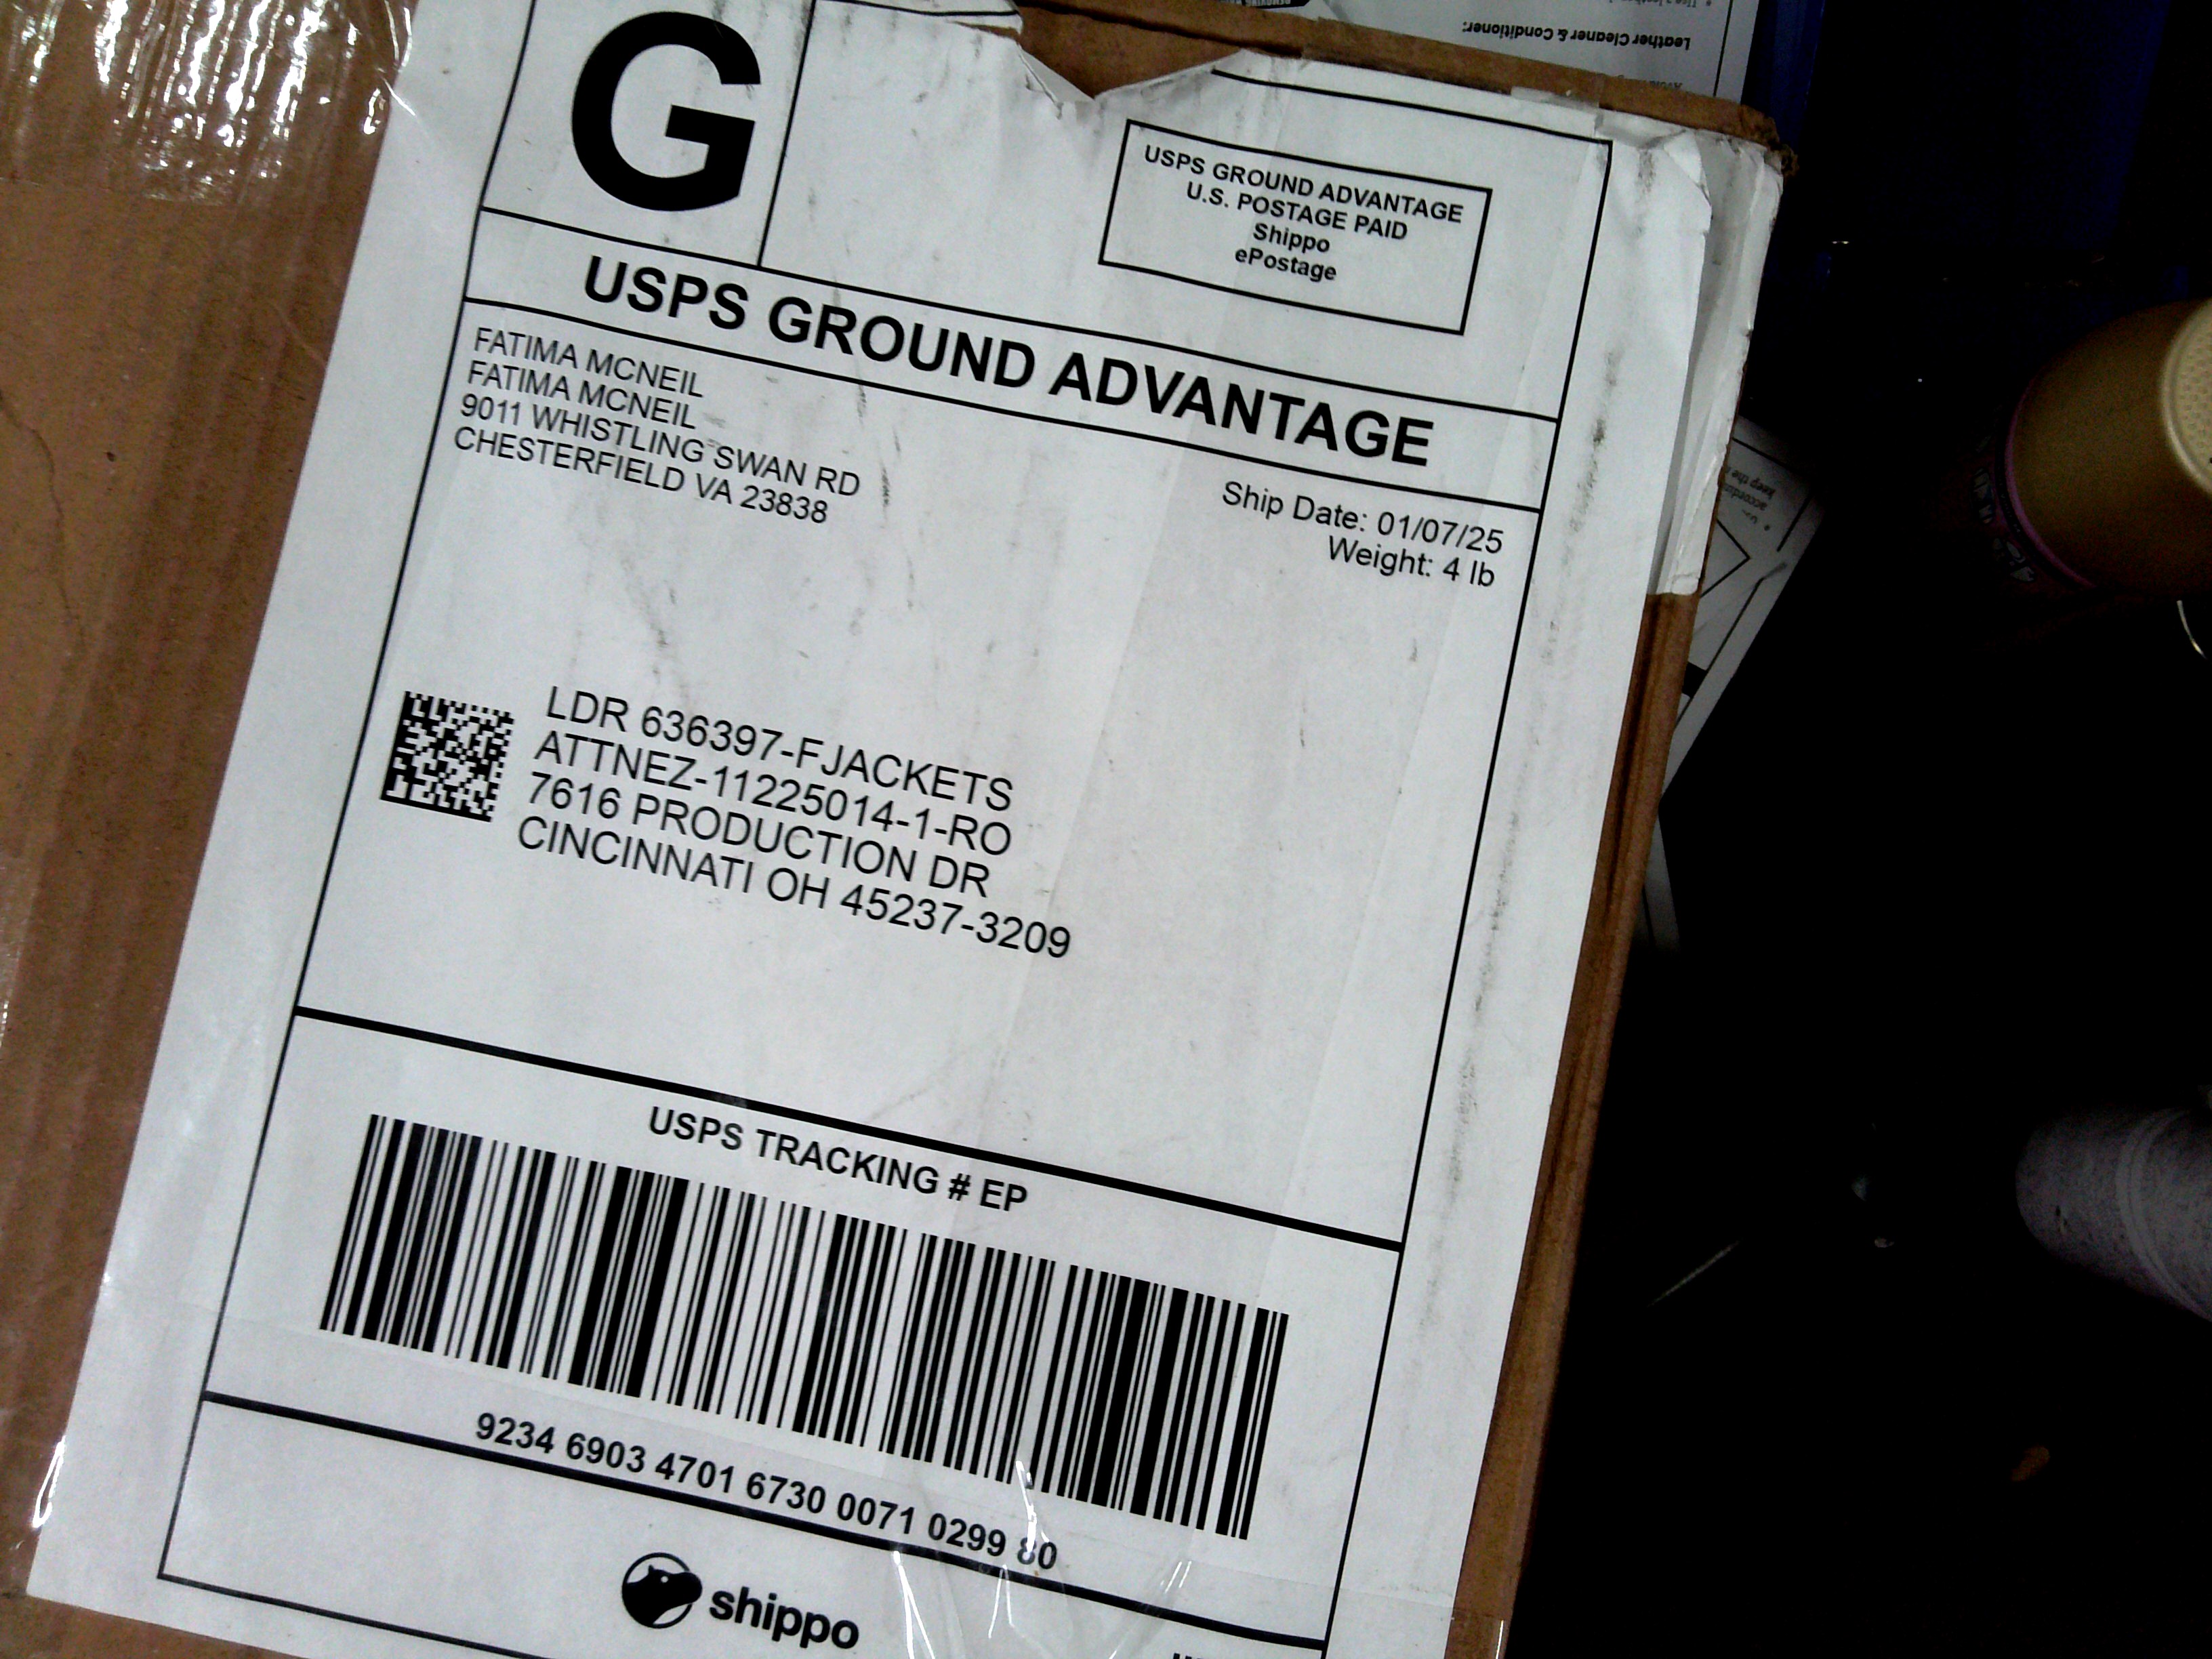 G
USPS GROUND ADVANTAGE
U.S. POSTAGE PAID
Shippo
ePostage
USPS GROUND ADVANTAGE
FATIMA MCNEIL
FATIMA MCNEIL
9011 WHISTLING SWAN RD
CHESTERFIELD VA 23838
Ship Date: 01/07/25
Weight: 4 lb
LDR 636397-FJACKETS
ATTNEZ-11225014-1-RO
7616 PRODUCTION DR
CINCINNATI OH 45237-3209
USPS TRACKING # EP
9234 6903 4701 6730 0071 0299 80
shippo
Leather Cleaner & Conditioner:
keep the